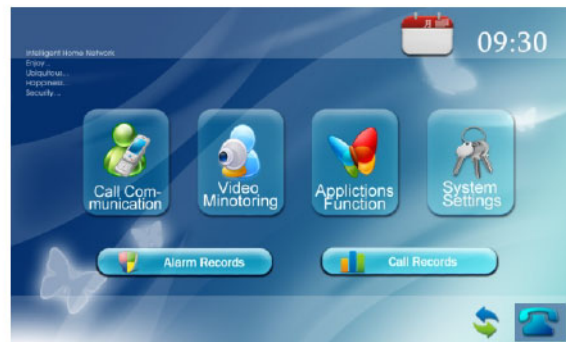 09:30
Intelligent Home Network
Enjoy...
Ubiquitous...
Happiness...
Security...
Call Com-
munication
Video
Minotoring
Applictions
Function
System
Settings
Alarm Records
Call Records